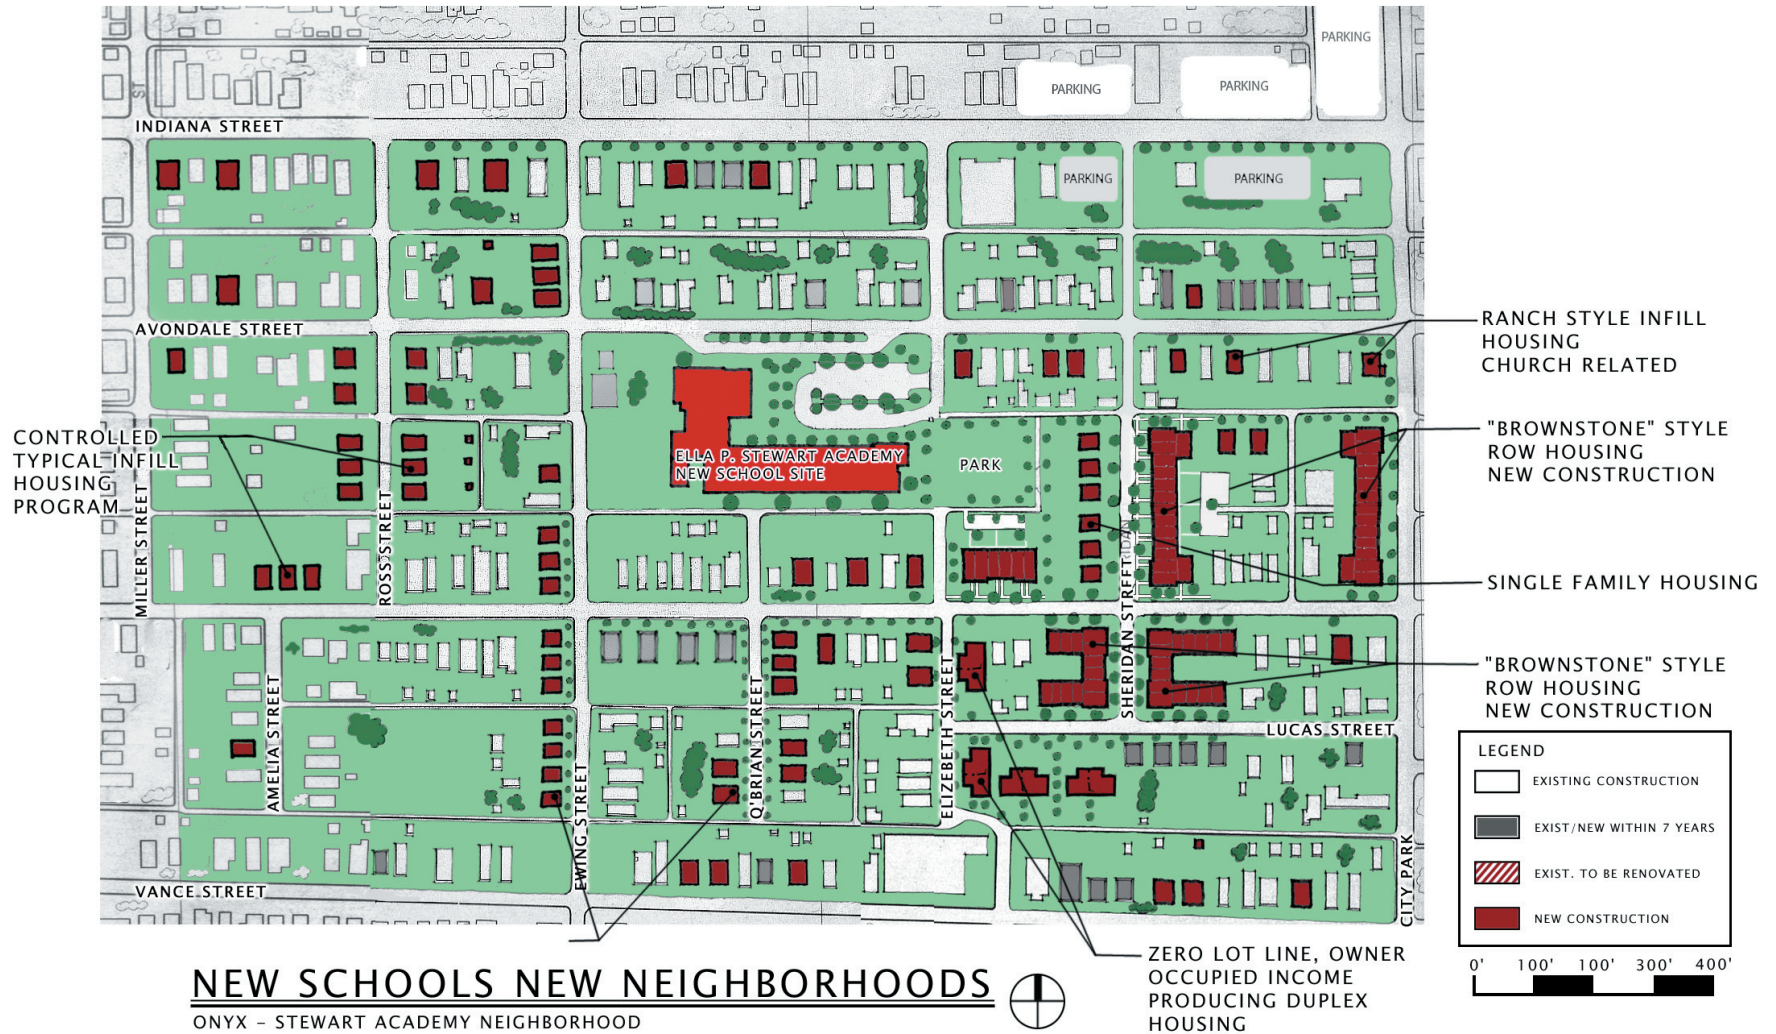 PARKING
PARKING
PARKING
ST
INDIANA STREET
PARKING
PARKING
AVONDALE STREET
RANCH STYLE INFILL
HOUSING
CHURCH RELATED
CONTROLLED
TYPICAL INFILL
HOUSING
PROGRAM
MILLER STREET
ROSS STREET
ELLA P. STEWART ACADEMY
NEW SCHOOL SITE
PARK
"BROWNSTONE" STYLE
ROW HOUSING
NEW CONSTRUCTION
SINGLE FAMILY HOUSING
SHERIDAN STREET
"BROWNSTONE" STYLE
ROW HOUSING
NEW CONSTRUCTION
AMELIA STREET
EWING STREET
O'BRIAN STREET
ELIZEBETH STREET
LUCAS STREET
VANCE STREET
CITY PARK
LEGEND
EXISTING CONSTRUCTION
EXIST/NEW WITHIN 7 YEARS
EXIST. TO BE RENOVATED
NEW CONSTRUCTION
0' 100' 100' 300' 400'
ZERO LOT LINE, OWNER
OCCUPIED INCOME
PRODUCING DUPLEX
HOUSING
NEW SCHOOLS NEW NEIGHBORHOODS
ONYX – STEWART ACADEMY NEIGHBORHOOD